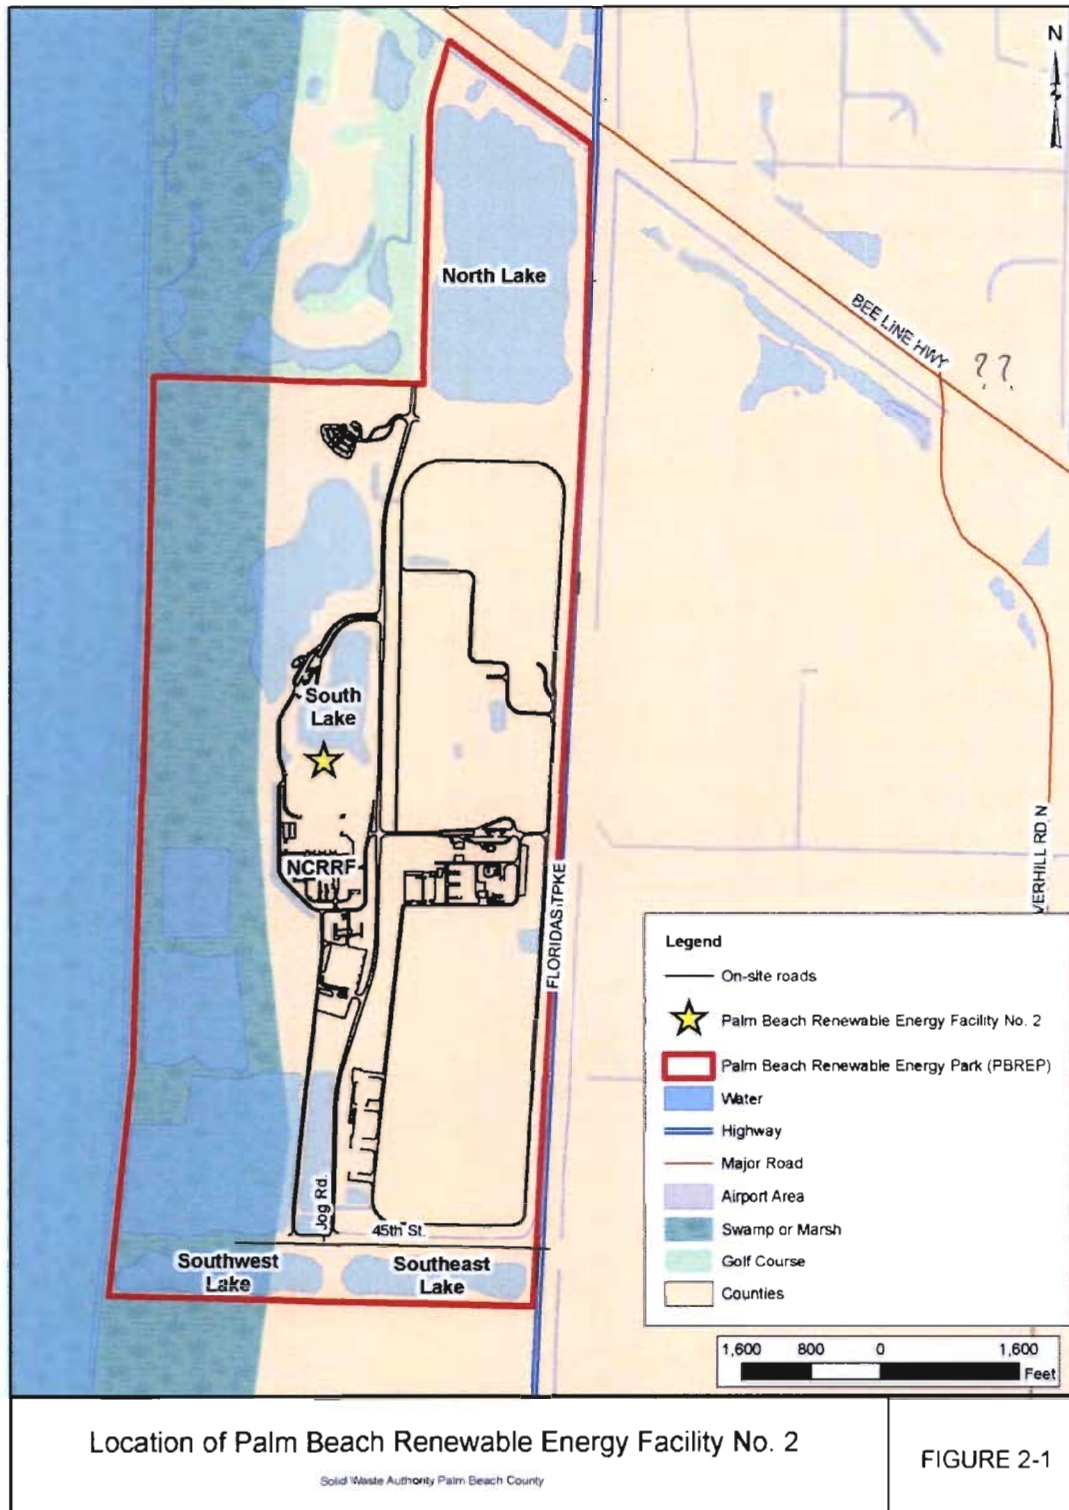 N
North Lake
BEE LINE HWY
??
South
Lake
NCRRF
FLORIDAS TPKE
VERHILL RD N
Jog Rd.
45th St.
Southwest
Lake
Southeast
Lake
Legend
On-site roads
Palm Beach Renewable Energy Facility No. 2
Palm Beach Renewable Energy Park (PBREP)
Water
Highway
Major Road
Airport Area
Swamp or Marsh
Golf Course
Counties
1,600 800 0 1,600
Feet
Location of Palm Beach Renewable Energy Facility No. 2
Solid Waste Authority Palm Beach County
FIGURE 2-1